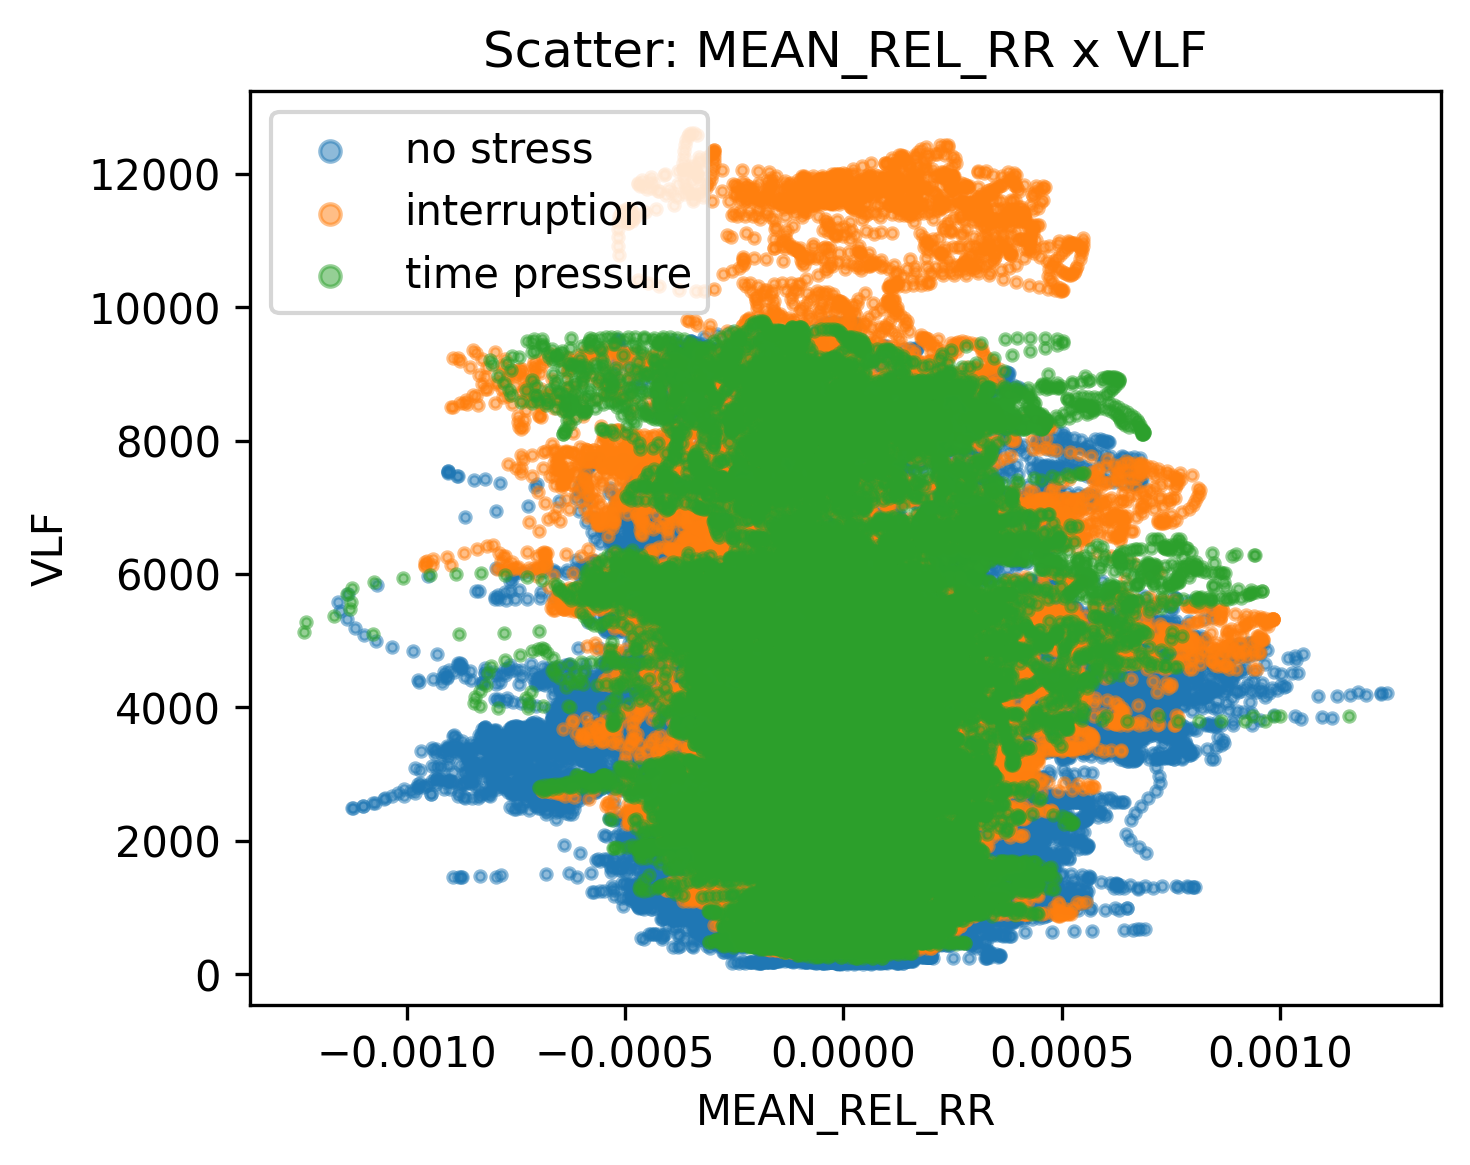 Scatter: MEAN_REL_RR x VLF
no stress
interruption
time pressure
VLF
12000
10000
8000
6000
4000
2000
0
−0.0010 −0.0005 0.0000 0.0005 0.0010
MEAN_REL_RR